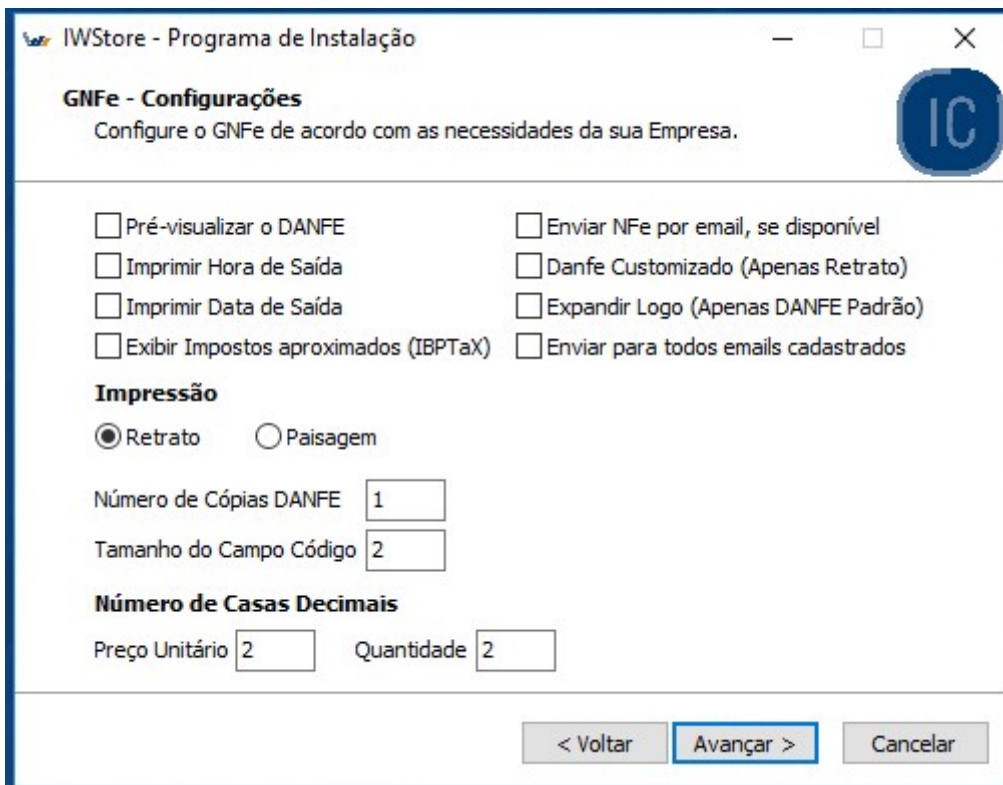 IWStore - Programa de Instalação
GNFe - Configurações
Configure o GNFe de acordo com as necessidades da sua Empresa.
IC
Pré-visualizar o DANFE
Enviar NFe por email, se disponível
Imprimir Hora de Saída
Danfe Customizado (Apenas Retrato)
Imprimir Data de Saída
Expandir Logo (Apenas DANFE Padrão)
Exibir Impostos aproximados (IBPTaX)
Enviar para todos emails cadastrados
Impressão
Retrato Paisagem
Número de Cópias DANFE 1
Tamanho do Campo Código 2
Número de Casas Decimais
Preço Unitário 2 Quantidade 2
< Voltar Avançar > Cancelar